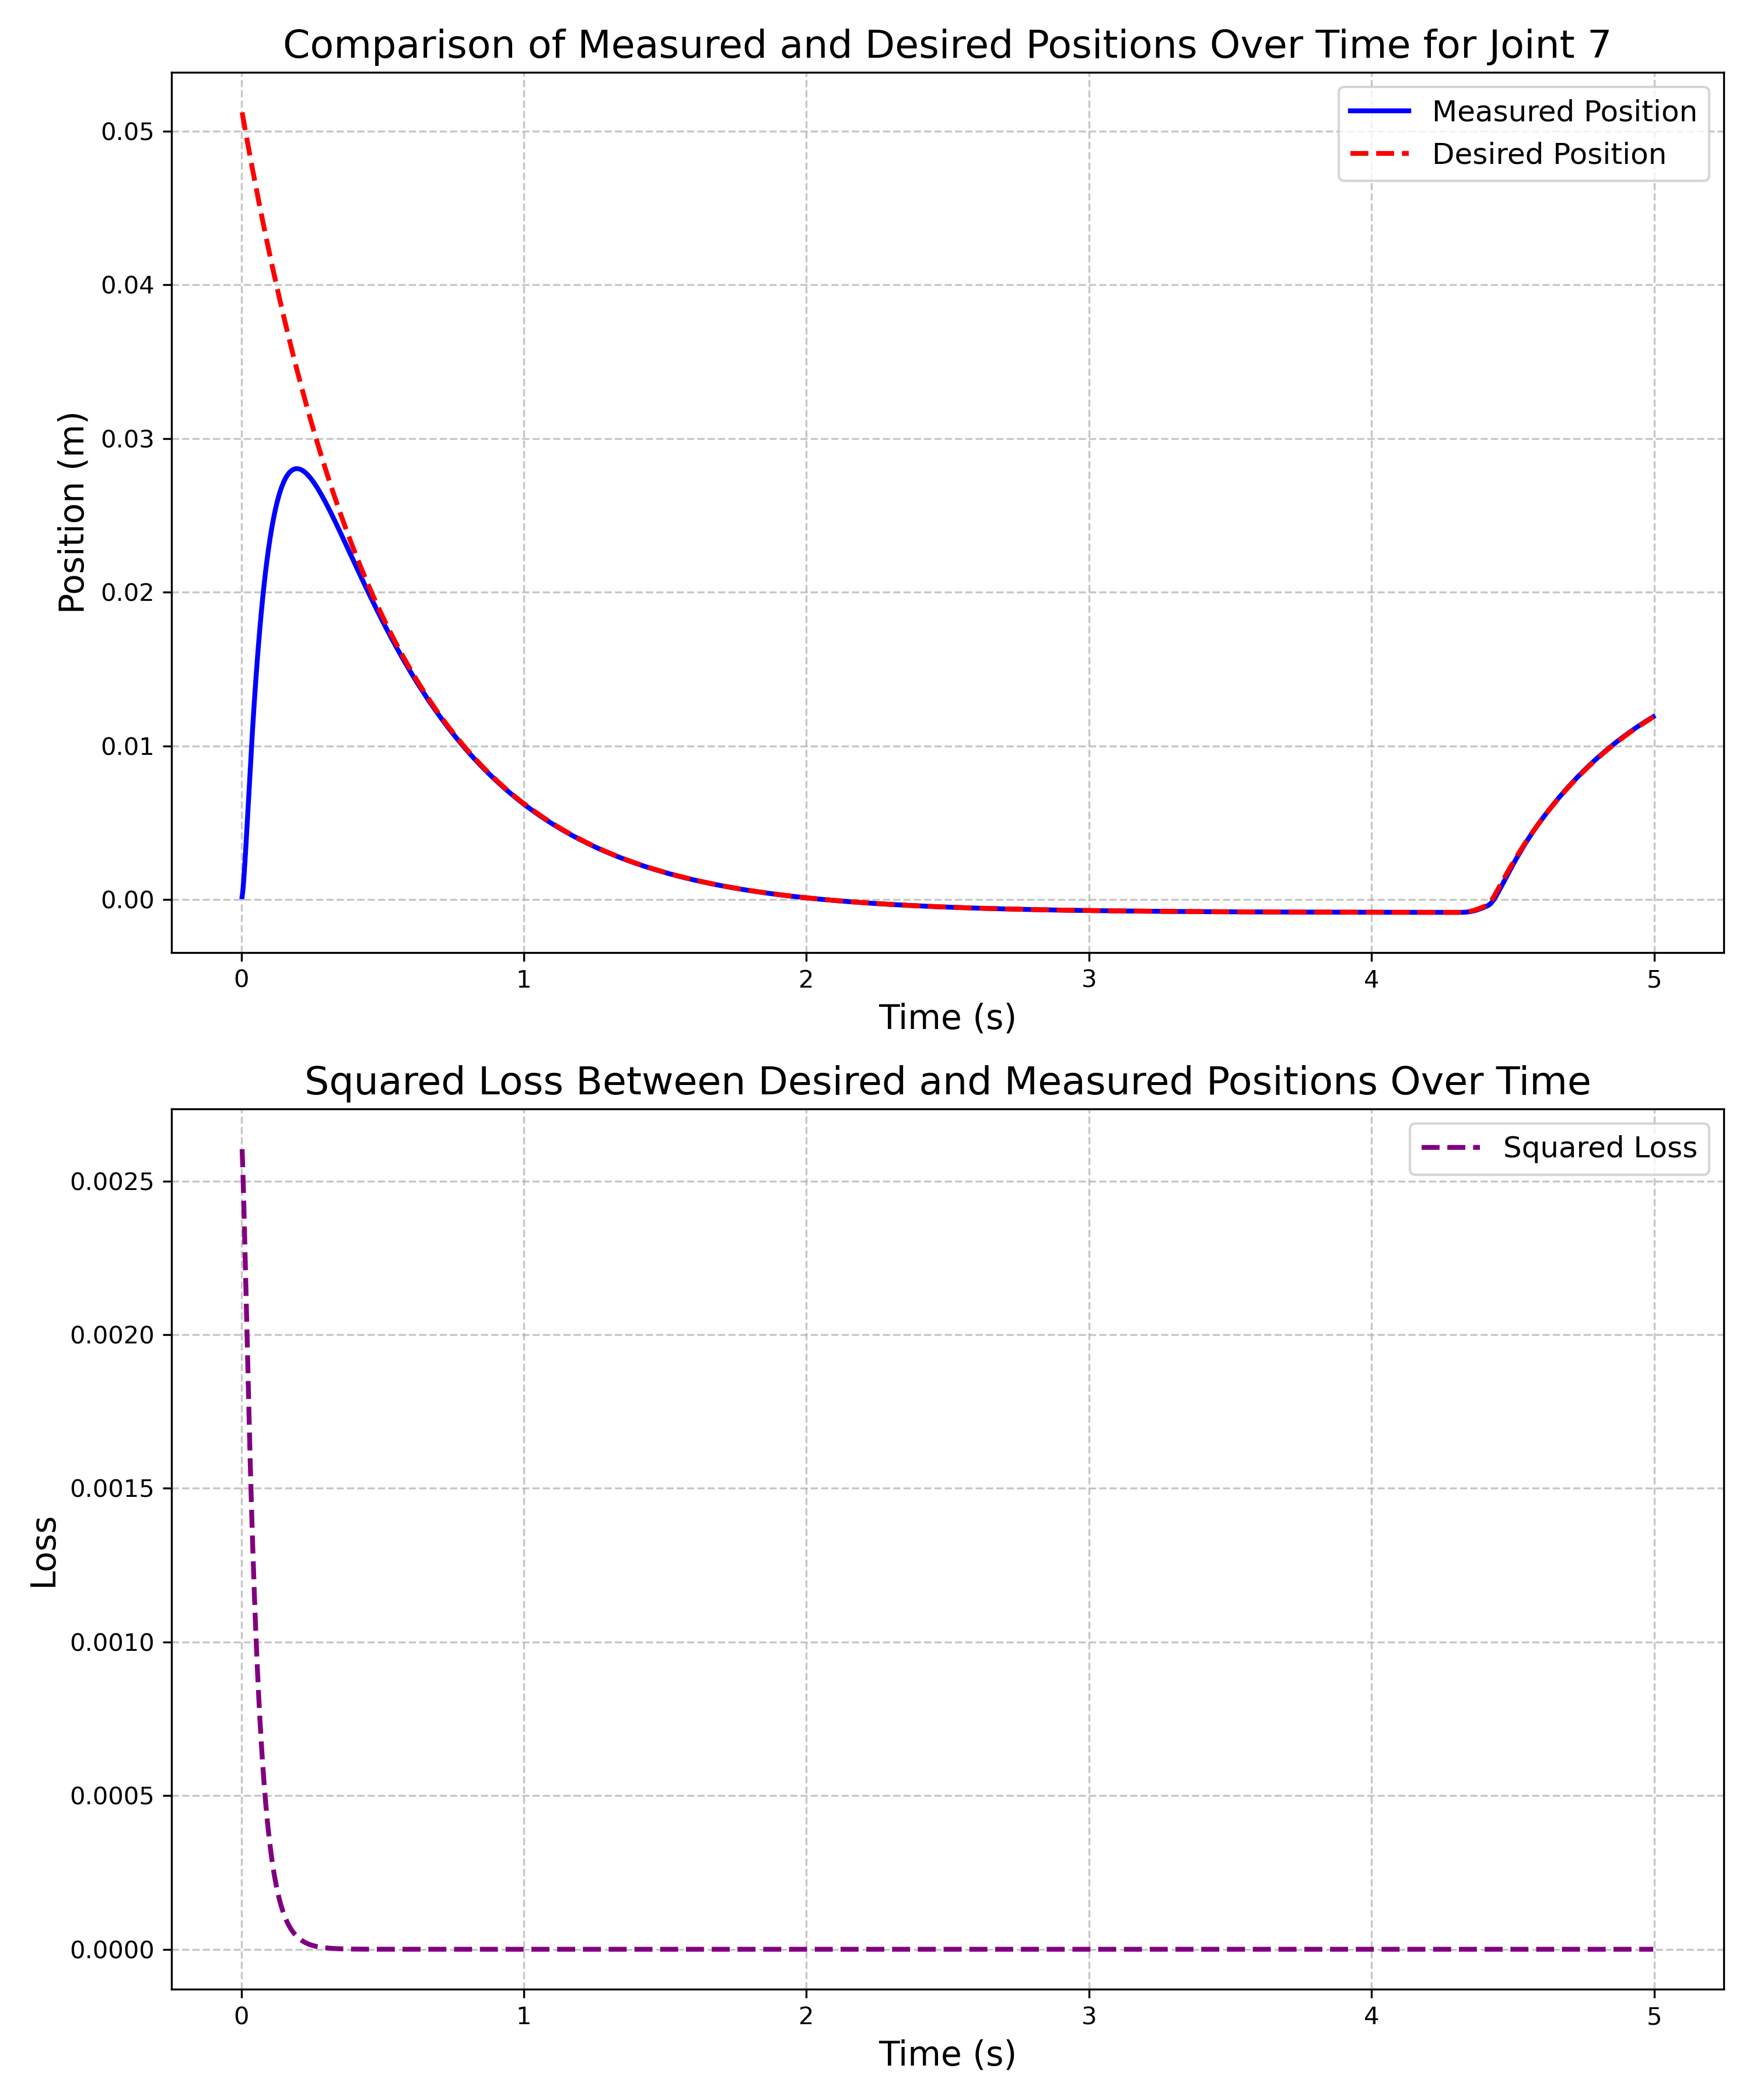 Comparison of Measured and Desired Positions Over Time for Joint 7
Measured Position
Desired Position
Position (m)
0.05
0.04
0.03
0.02
0.01
0.00
0 1 2 3 4 5
Time (s)
Squared Loss Between Desired and Measured Positions Over Time
Squared Loss
Loss
0.0025
0.0020
0.0015
0.0010
0.0005
0.0000
0 1 2 3 4 5
Time (s)